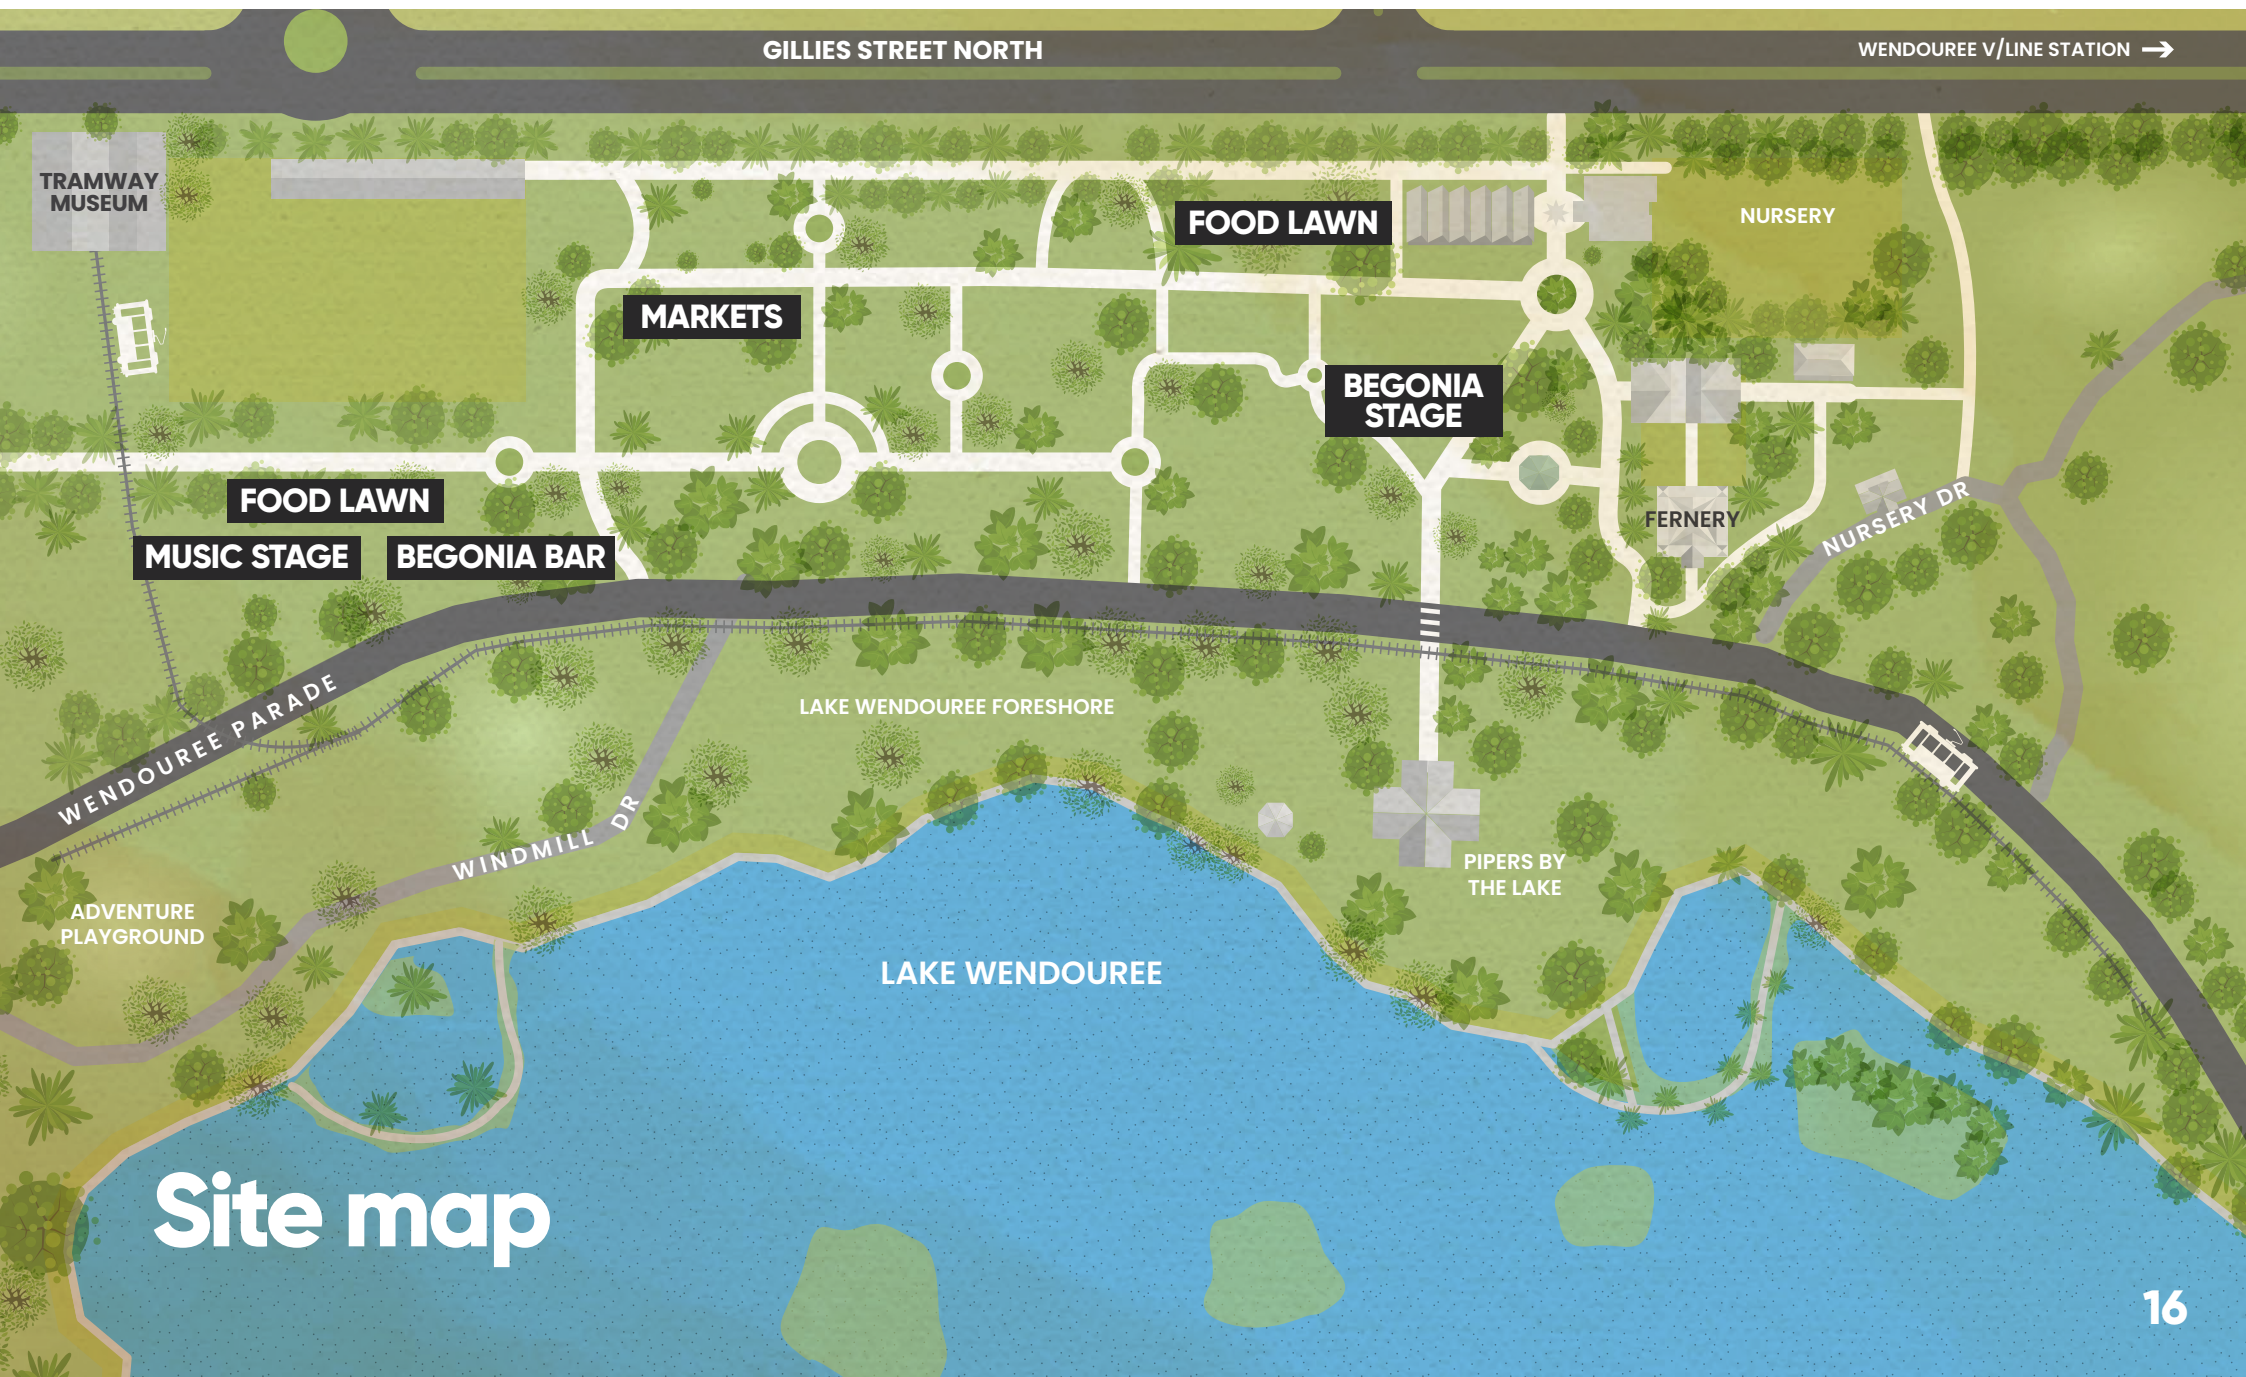 GILLIES STREET NORTH
WENDOUREE V/LINE STATION →
TRAMWAY
MUSEUM
FOOD LAWN
NURSERY
MARKETS
BEGONIA
STAGE
FOOD LAWN
MUSIC STAGE
BEGONIA BAR
FERNERY
NURSERY DR
LAKE WENDOUREE FORESHORE
WENDOUREE PARADE
WINDMILL DR
PIPERS BY
THE LAKE
ADVENTURE
PLAYGROUND
LAKE WENDOUREE
Site map
16